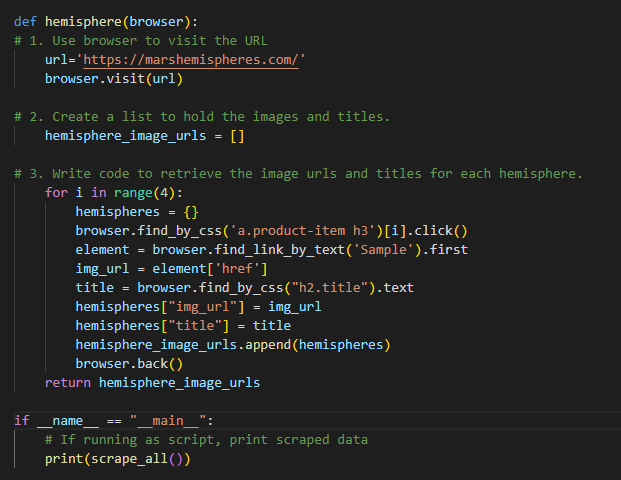 def hemisphere(browser):
# 1. Use browser to visit the URL
    url='https://marshemispheres.com/'
    browser.visit(url)

# 2. Create a list to hold the images and titles.
    hemisphere_image_urls = []

# 3. Write code to retrieve the image urls and titles for each hemisphere.
    for i in range(4):
        hemispheres = {}
        browser.find_by_css('a.product-item h3')[i].click()
        element = browser.find_link_by_text('Sample').first
        img_url = element['href']
        title = browser.find_by_css("h2.title").text
        hemispheres["img_url"] = img_url
        hemispheres["title"] = title
        hemisphere_image_urls.append(hemispheres)
        browser.back()
    return hemisphere_image_urls

if __name__ == "__main__":
    # If running as script, print scraped data
    print(scrape_all())